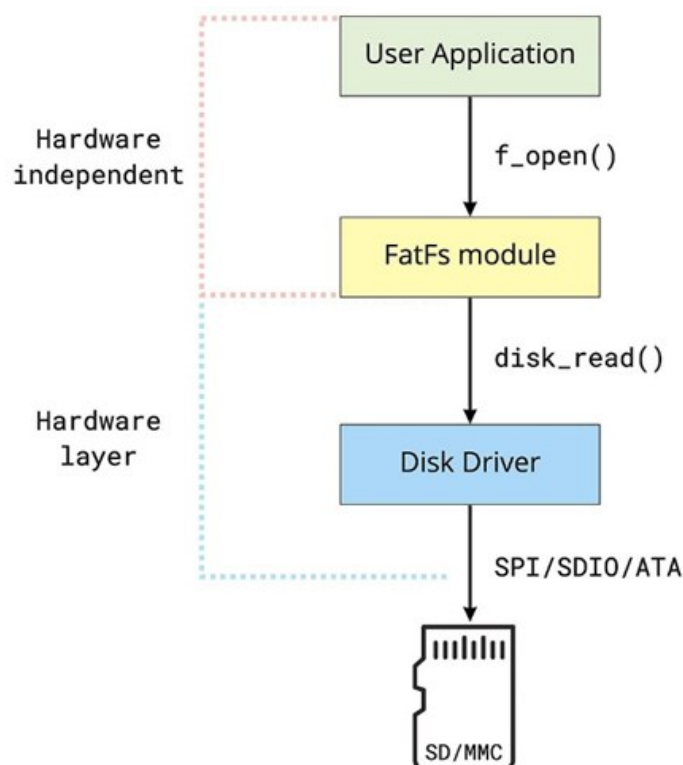 User Application
Hardware
independent
f_open()
FatFs module
disk_read()
Hardware
layer
Disk Driver
SPI/SDIO/ATA
SD/MMC